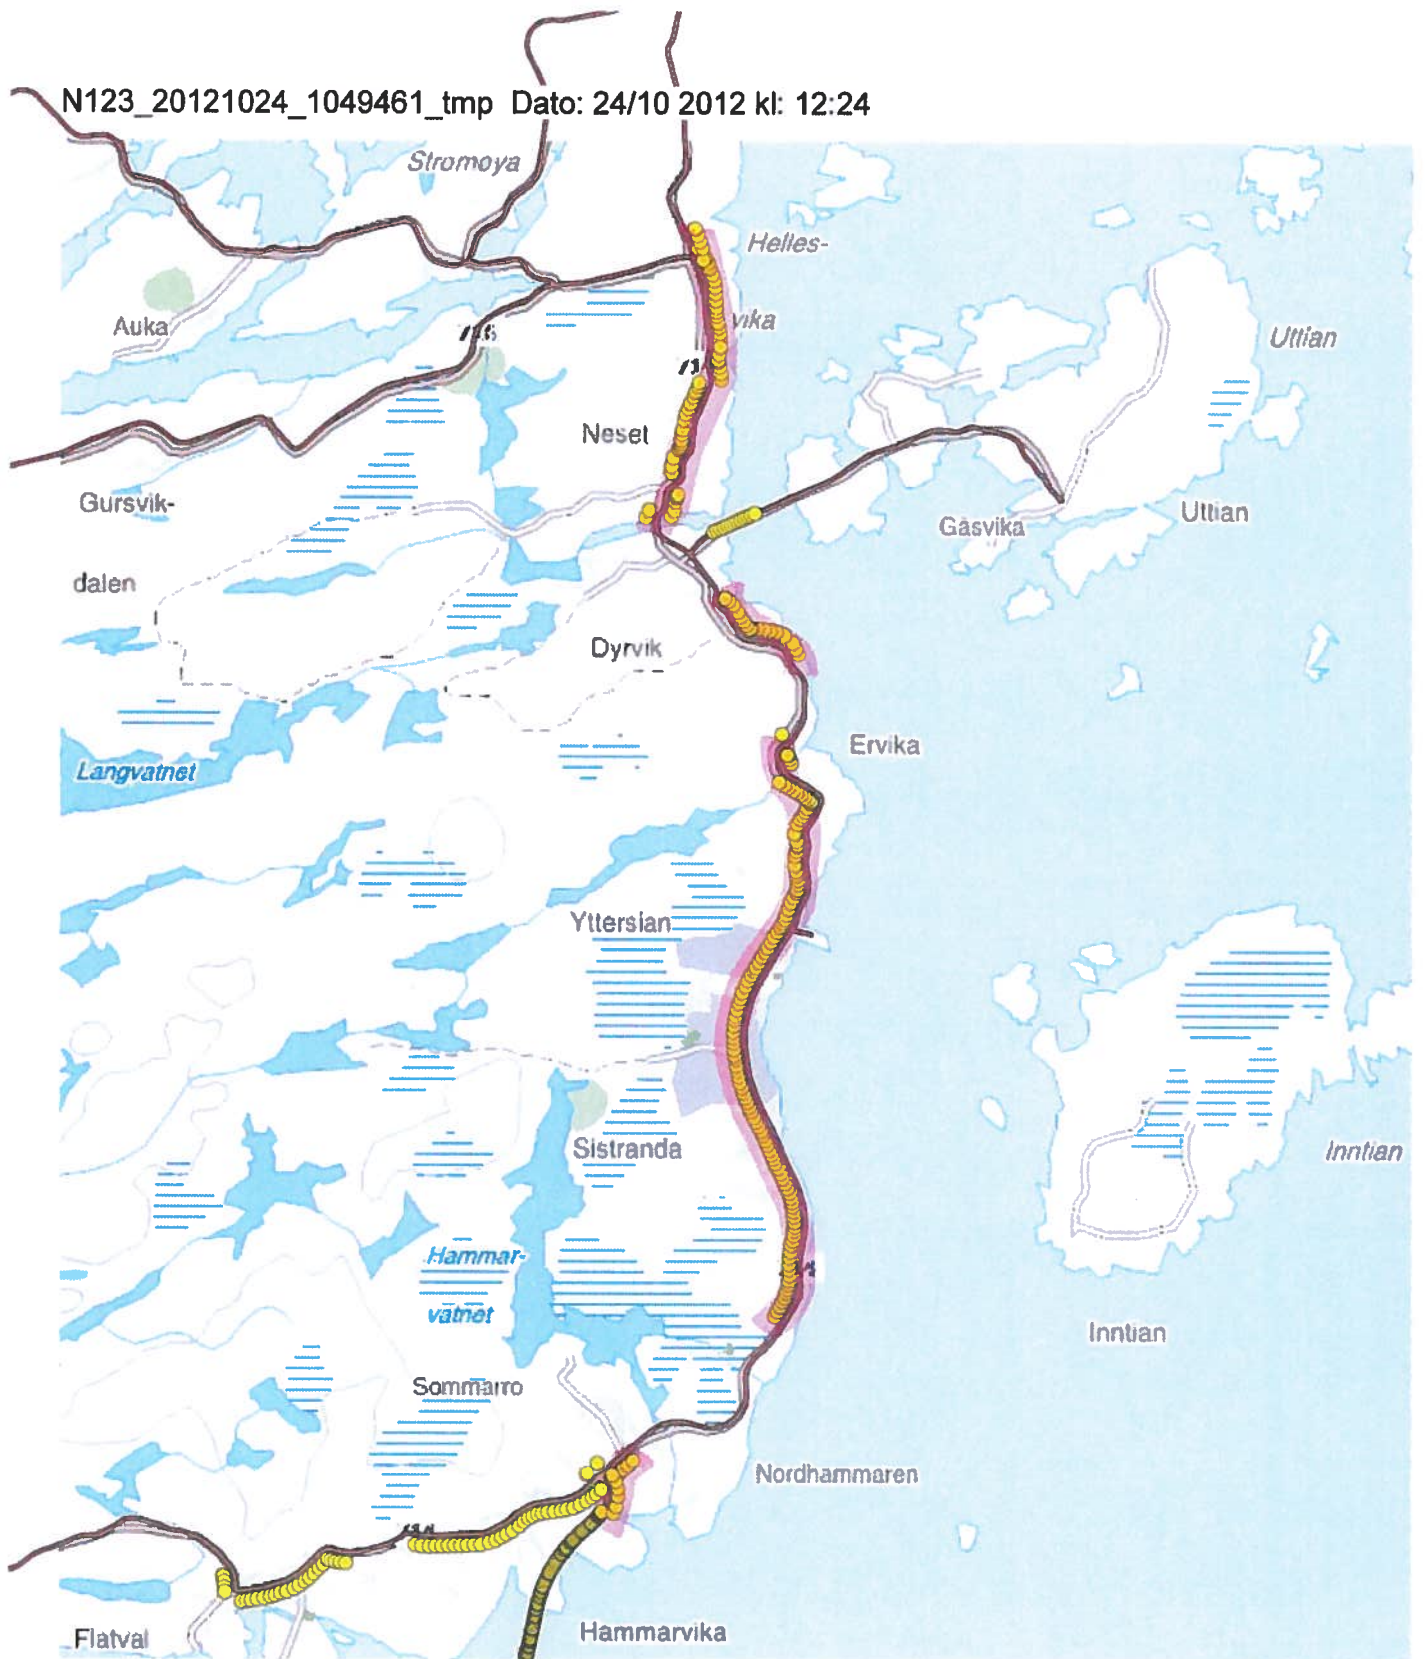 N123_20121024_1049461_tmp Dato: 24/10 2012 kl: 12:24
Stromoya
Helles-
vika
Auka
Uttian
Neset
Gursvik-
Gåsvika
Uttian
dalen
Dyrvik
Ervika
Langvatnet
Yttersian
Sistranda
Inntian
Hammar-
vatnet
Inntian
Sommarro
Nordhammaren
Flatval
Hammarvika